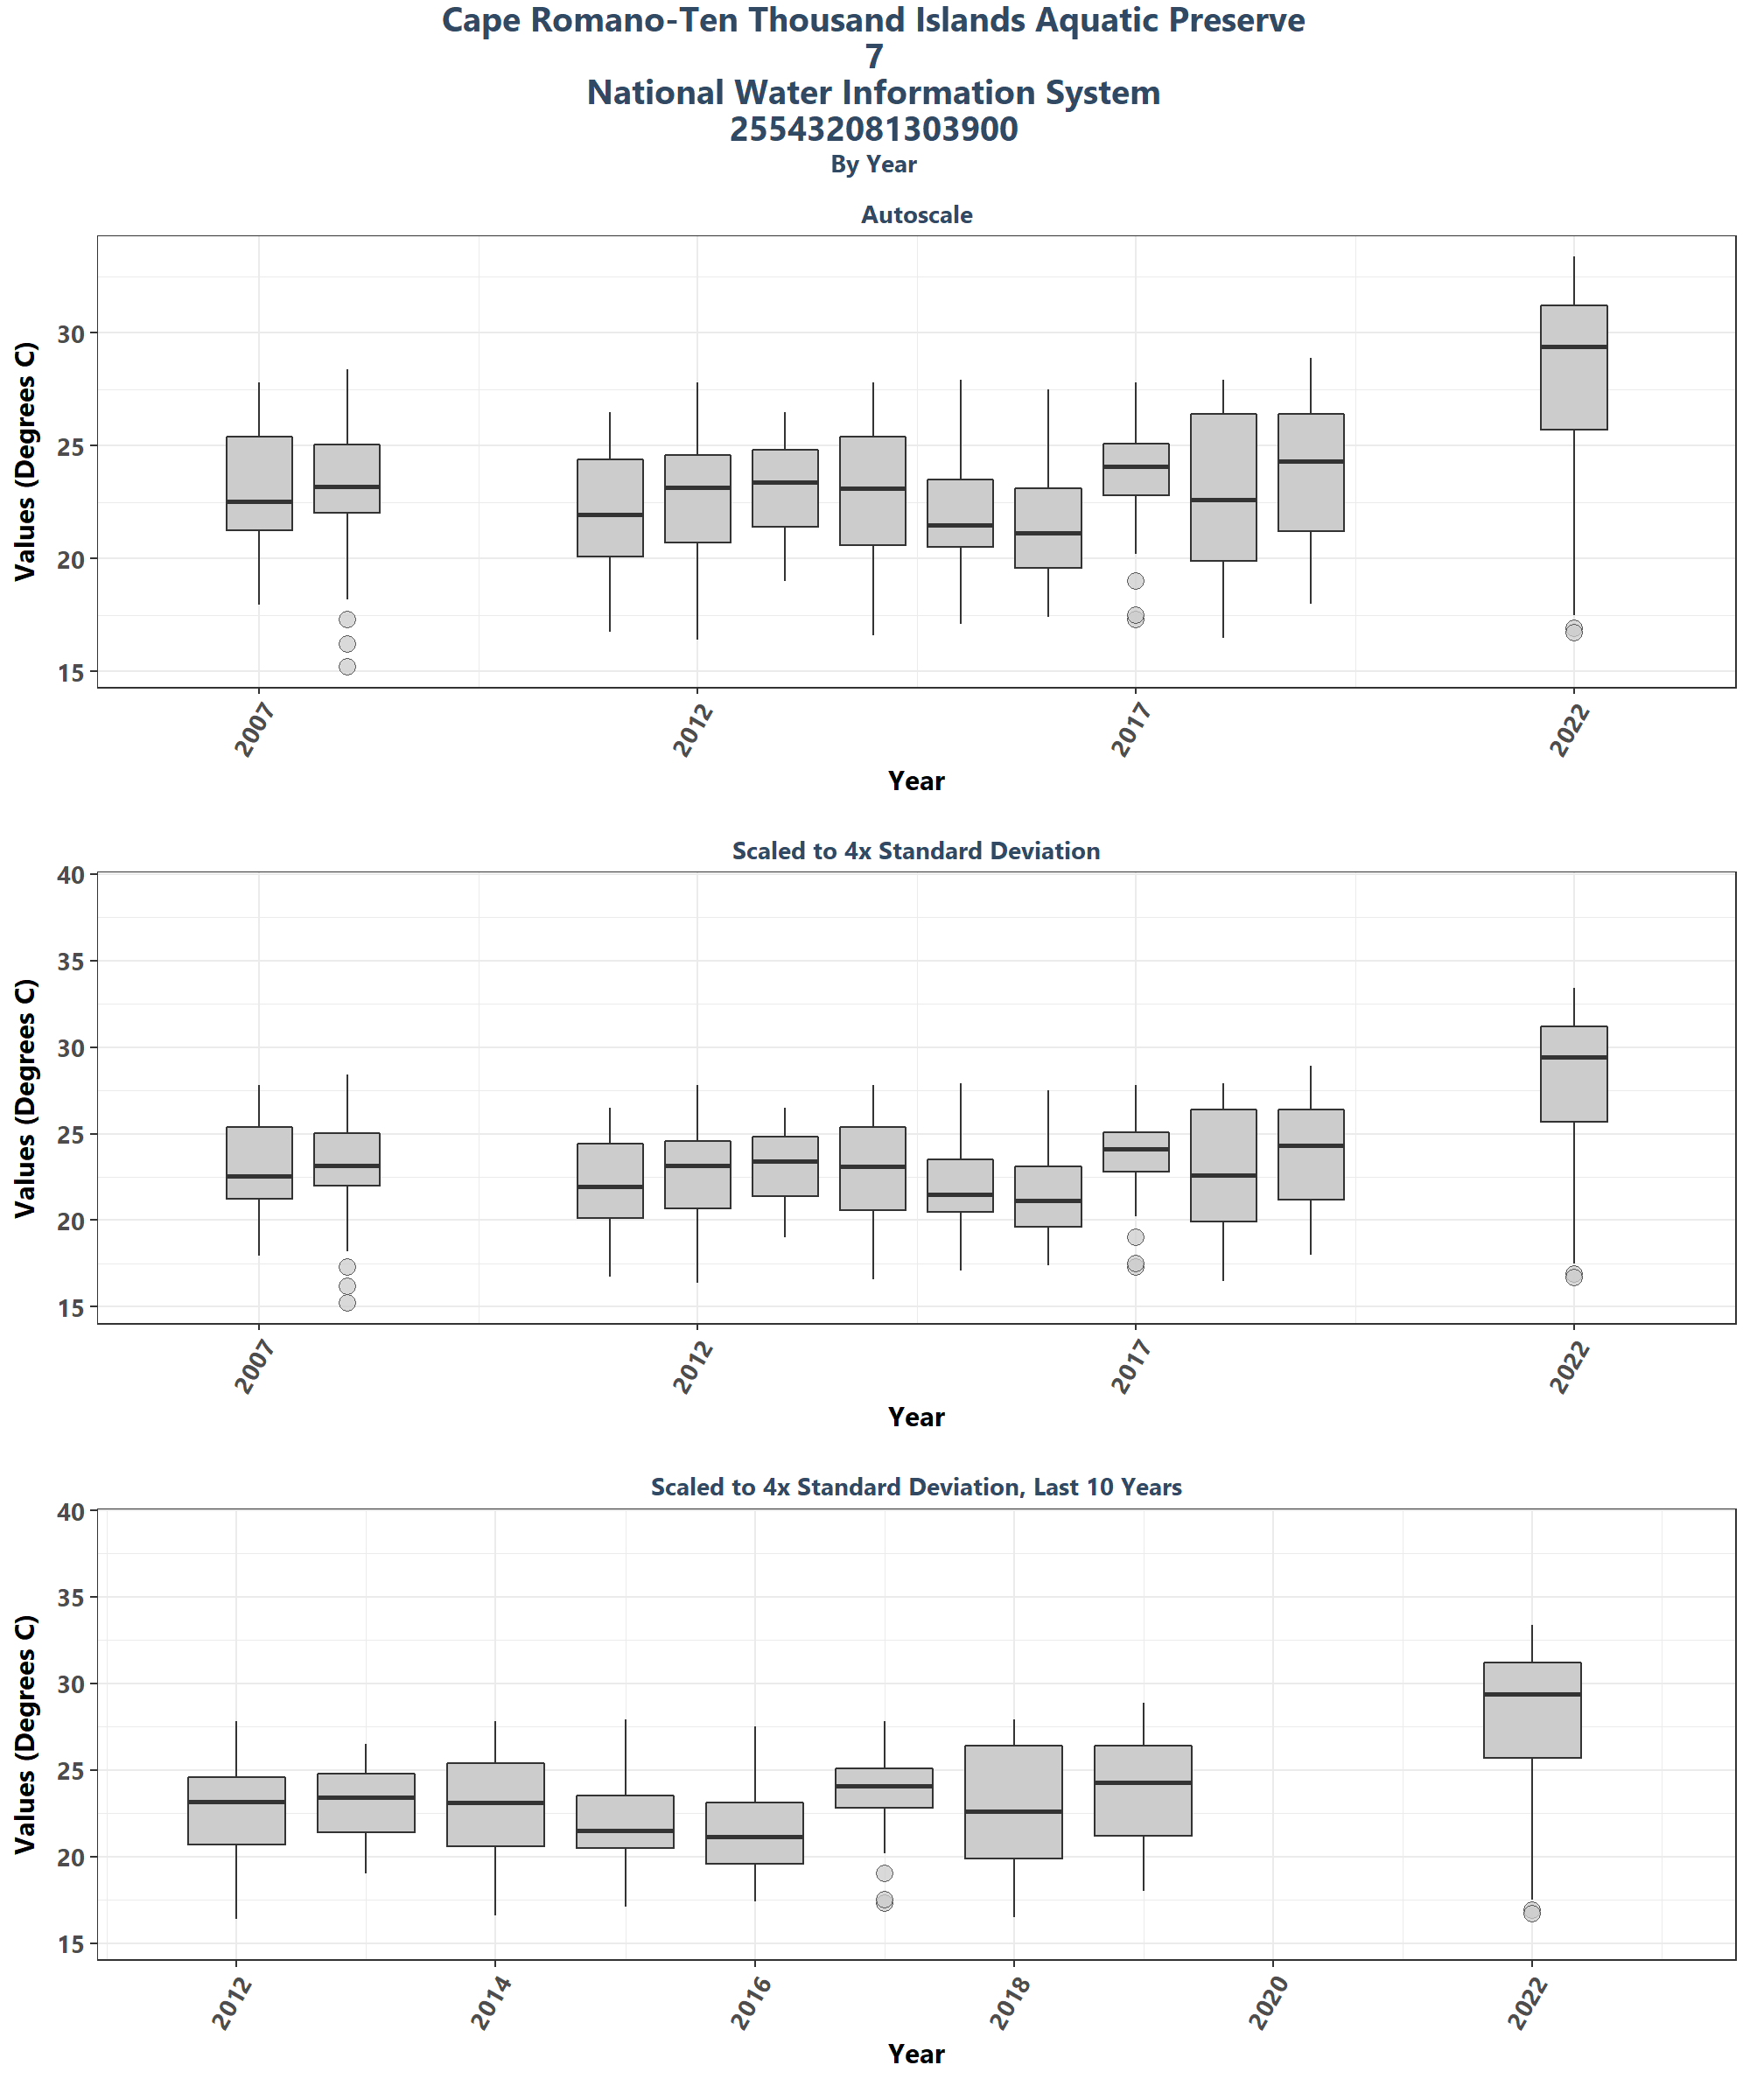 Cape Romano-Ten Thousand Islands Aquatic Preserve
7
National Water Information System
255432081303900
By Year
Autoscale
Values (Degrees C)
30
25
20
15
2007
2012
2017
2022
Year
Scaled to 4x Standard Deviation
Values (Degrees C)
40
35
30
25
20
15
2007
2012
2017
2022
Year
Scaled to 4x Standard Deviation, Last 10 Years
Values (Degrees C)
40
35
30
25
20
15
2012
2014
2016
2018
2020
2022
Year